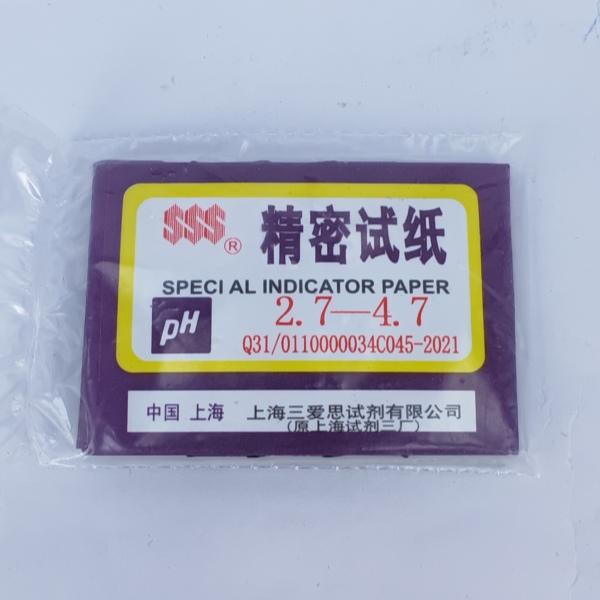 SSS®
精密试纸
SPECI AL INDICATOR PAPER
pH
2.7—4.7
Q31/0110000034C045-2021
中国 上海
上海三爱思试剂有限公司
(原上海试剂三厂)